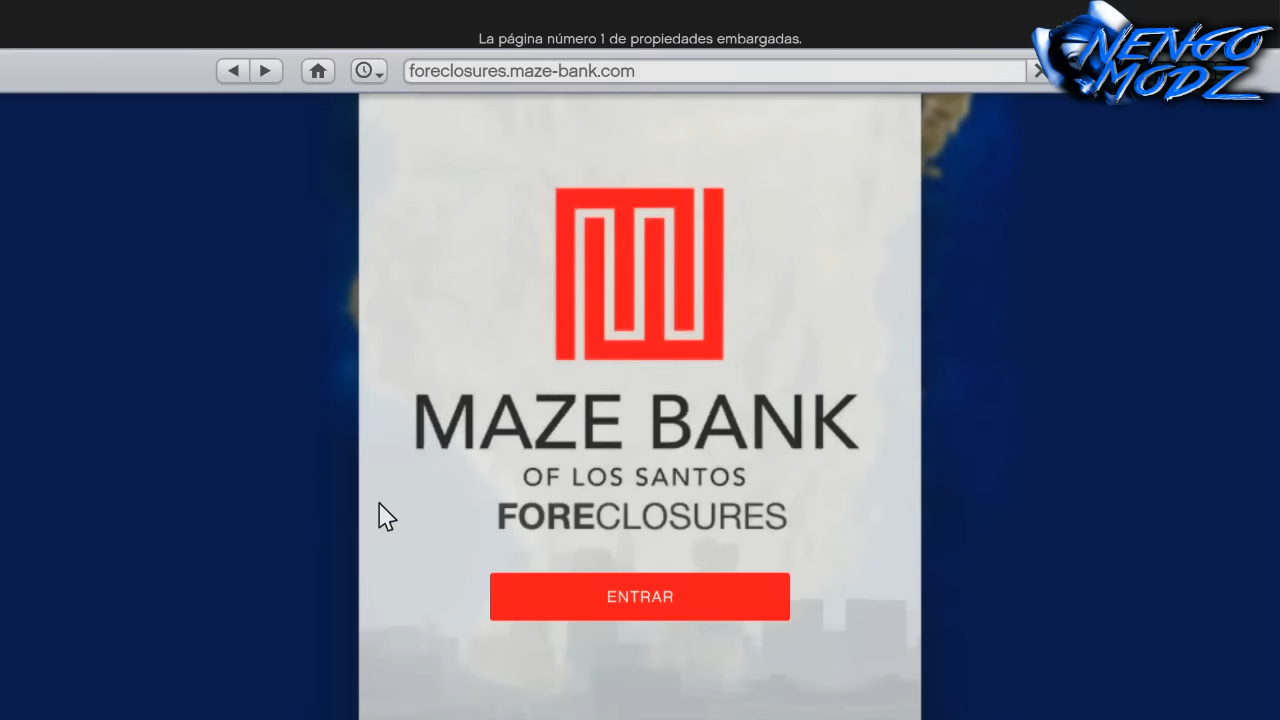 La página número 1 de propiedades embargadas.
foreclosures.maze-bank.com
NENGO
MODZ
MAZE BANK
OF LOS SANTOS
FORECLOSURES
ENTRAR